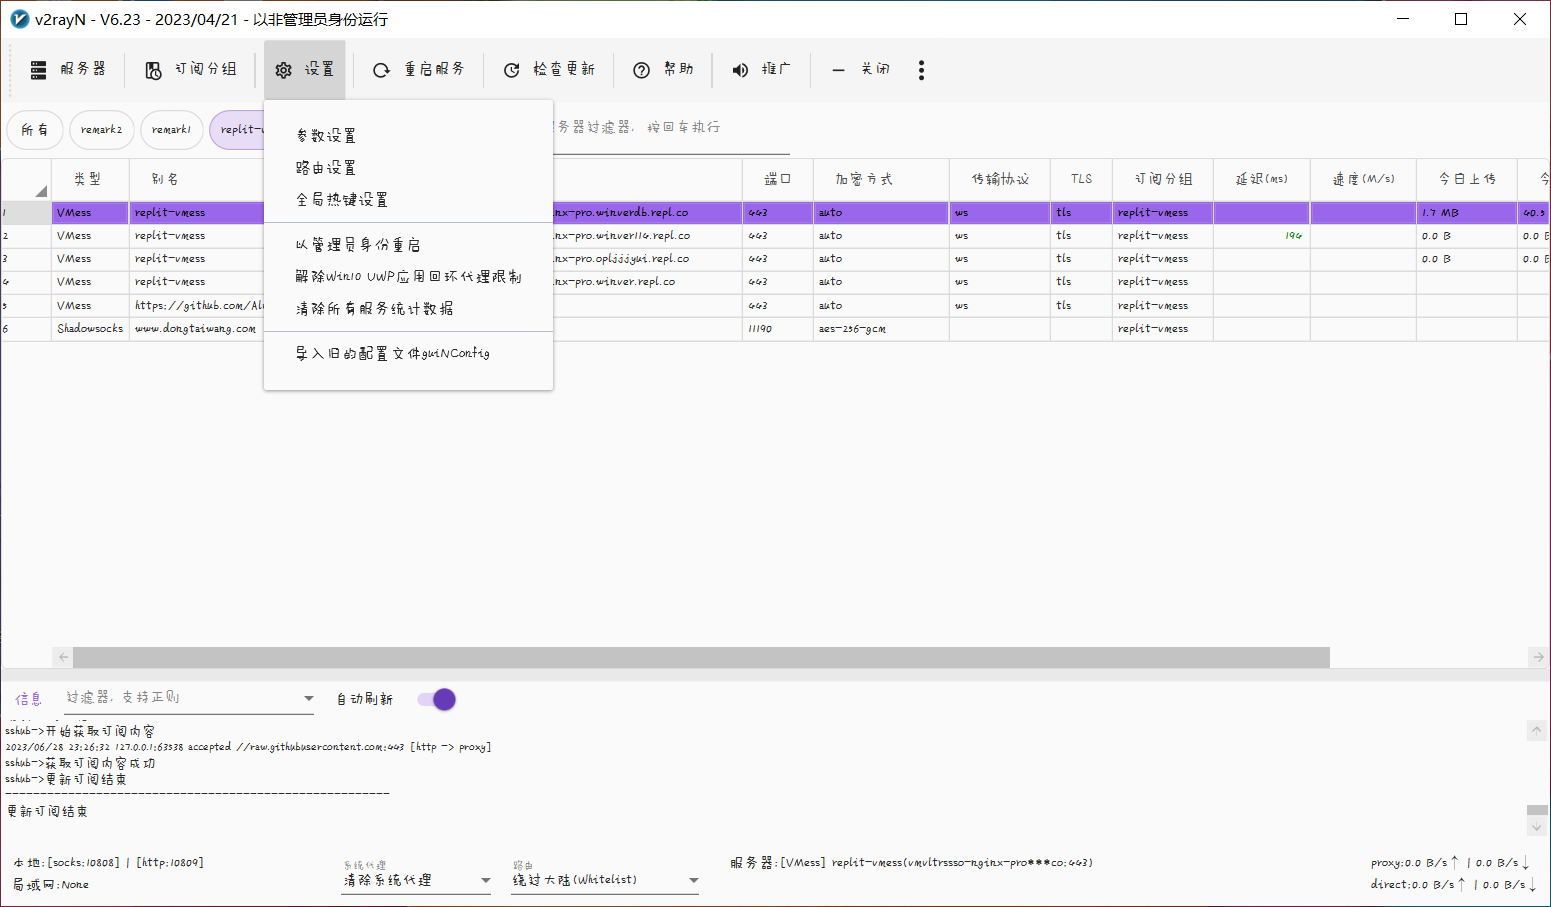 v2rayN - V6.23 - 2023/04/21 - 以非管理员身份运行
服务器 订阅分组 设置 重启服务 检查更新 帮助 推广 关闭
所有 remark2 remark1 replit-v 务器过滤器, 按回车执行
参数设置
路由设置
全局热键设置
以管理员身份重启
解除Win10 UWP应用回环代理限制
清除所有服务统计数据
导入旧的配置文件guiNConfig
类型 别名 端口 加密方式 传输协议 TLS 订阅分组 延迟(ms) 速度(M/s) 今日上传 今
1 VMess replit-vmess inx-pro.winverdb.repl.co 443 auto ws tls replit-vmess 1.7 MB 40.5
2 VMess replit-vmess inx-pro.winver114.repl.co 443 auto ws tls replit-vmess 194 0.0 B 0.0 B
3 VMess replit-vmess inx-pro.opljjjyui.repl.co 443 auto ws tls replit-vmess 0.0 B 0.0 B
4 VMess replit-vmess inx-pro.winver.repl.co 443 auto ws tls replit-vmess
5 VMess https://github.com/Al 443 auto ws tls
6 Shadowsocks www.dongtaiwang.com 11190 aes-256-gcm replit-vmess
信息 过滤器, 支持正则 自动刷新
sshub->开始获取订阅内容
2023/06/28 23:26:32 127.0.0.1:63538 accepted //raw.githubusercontent.com:443 [http -> proxy]
sshub->获取订阅内容成功
sshub->更新订阅结束
------------------------------------------------------
更新订阅结束
本地:[socks:10808] | [http:10809] 系统代理 清除系统代理 路由 绕过大陆(Whitelist) 服务器:[VMess] replit-vmess(vmvltrssso-nginx-pro***co:443) proxy:0.0 B/s↑ | 0.0 B/s↓
局域网:None direct:0.0 B/s↑ | 0.0 B/s↓